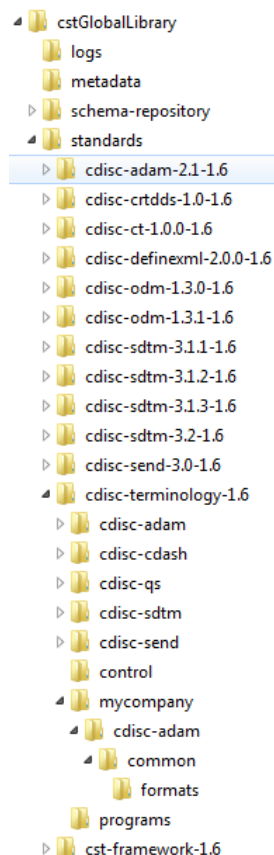 cstGlobalLibrary
logs
metadata
schema-repository
standards
cdisc-adam-2.1-1.6
cdisc-crtdds-1.0-1.6
cdisc-ct-1.0.0-1.6
cdisc-definexml-2.0.0-1.6
cdisc-odm-1.3.0-1.6
cdisc-odm-1.3.1-1.6
cdisc-sdtm-3.1.1-1.6
cdisc-sdtm-3.1.2-1.6
cdisc-sdtm-3.1.3-1.6
cdisc-sdtm-3.2-1.6
cdisc-send-3.0-1.6
cdisc-terminology-1.6
cdisc-adam
cdisc-cdash
cdisc-qs
cdisc-sdtm
cdisc-send
control
mycompany
cdisc-adam
common
formats
programs
cst-framework-1.6